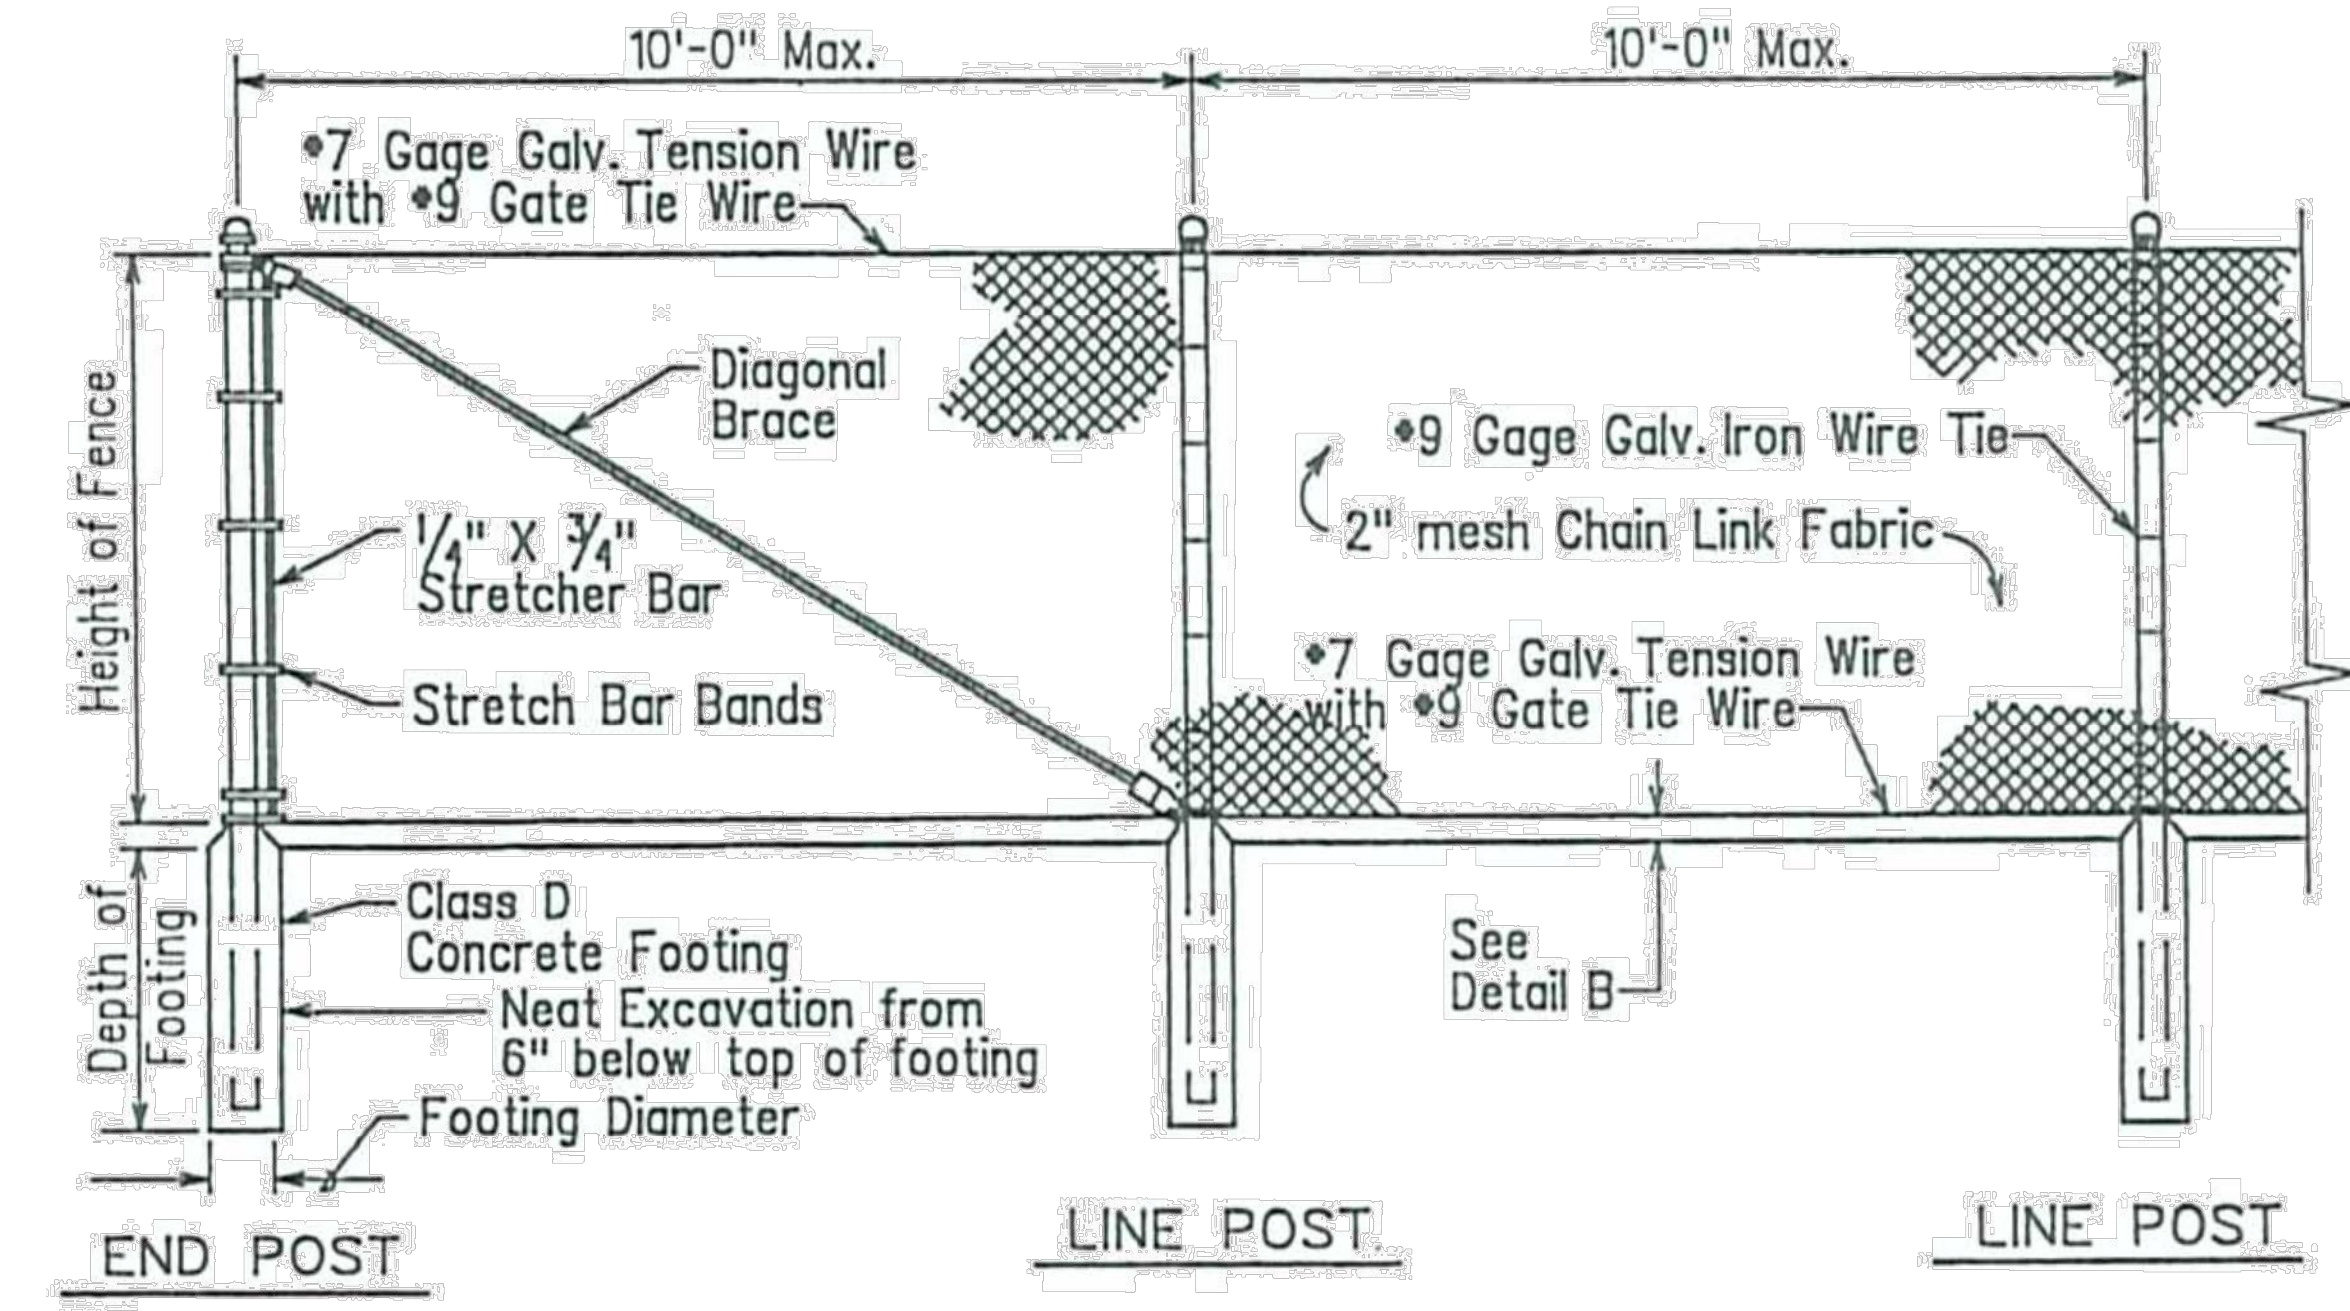 10'-0" Max.
10'-0" Max.
#7 Gage Galv. Tension Wire
with #9 Gate Tie Wire
Diagonal
Brace
Height of Fence
1/4" X 3/4"
Stretcher Bar
Stretch Bar Bands
#9 Gage Galv. Iron Wire Tie
2" mesh Chain Link Fabric
#7 Gage Galv. Tension Wire
with #9 Gate Tie Wire
Depth of
Footing
Class D
Concrete Footing
Neat Excavation from
6" below top of footing
Footing Diameter
See
Detail B
END POST
LINE POST.
LINE POST